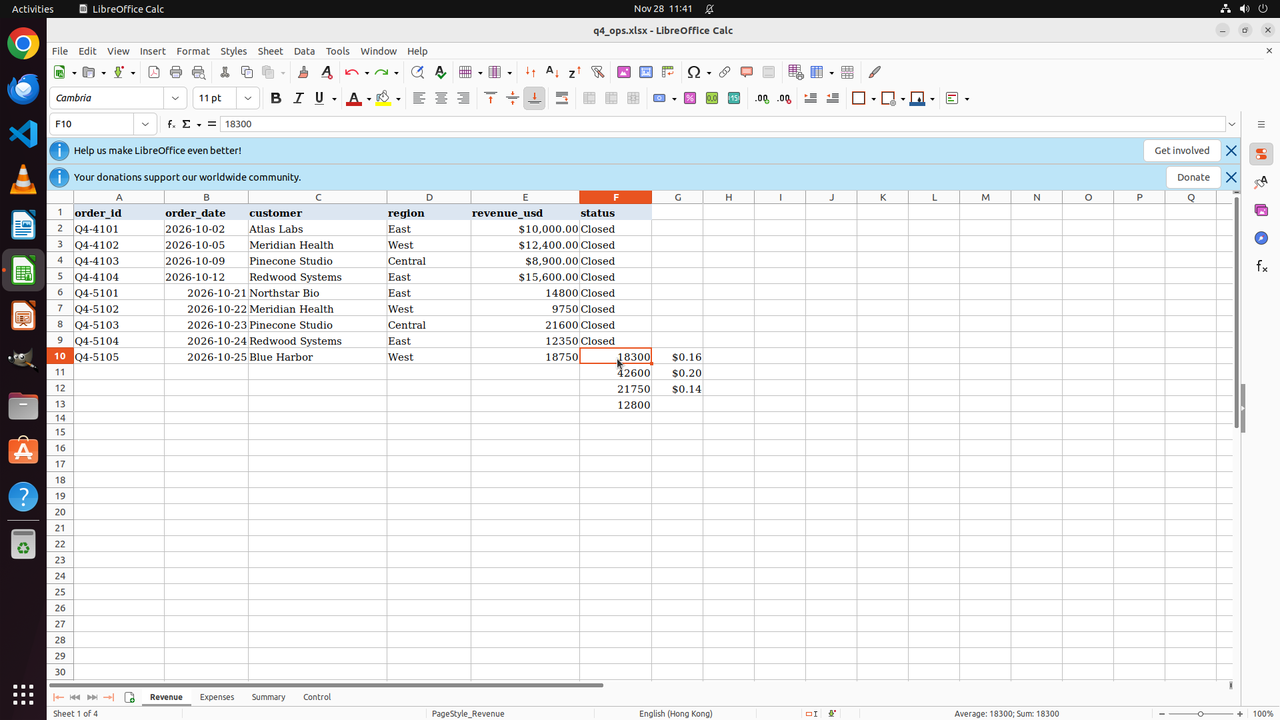 Activities
LibreOffice Calc
Nov 28 11:41
q4_ops.xlsx - LibreOffice Calc
File Edit View Insert Format Styles Sheet Data Tools Window Help
Cambria
11 pt
F10
18300
Help us make LibreOffice even better!
Get involved
Your donations support our worldwide community.
Donate
A B C D E F G H I J K L M N O P Q
1 order_id order_date customer region revenue_usd status
2 Q4-4101 2026-10-02 Atlas Labs East $10,000.00 Closed
3 Q4-4102 2026-10-05 Meridian Health West $12,400.00 Closed
4 Q4-4103 2026-10-09 Pinecone Studio Central $8,900.00 Closed
5 Q4-4104 2026-10-12 Redwood Systems East $15,600.00 Closed
6 Q4-5101 2026-10-21 Northstar Bio East 14800 Closed
7 Q4-5102 2026-10-22 Meridian Health West 9750 Closed
8 Q4-5103 2026-10-23 Pinecone Studio Central 21600 Closed
9 Q4-5104 2026-10-24 Redwood Systems East 12350 Closed
10 Q4-5105 2026-10-25 Blue Harbor West 18750 18300 $0.16
11 42600 $0.20
12 21750 $0.14
13 12800
14
15
16
17
18
19
20
21
22
23
24
25
26
27
28
29
30
Revenue Expenses Summary Control
Sheet 1 of 4
PageStyle_Revenue
English (Hong Kong)
Average: 18300; Sum: 18300
100%